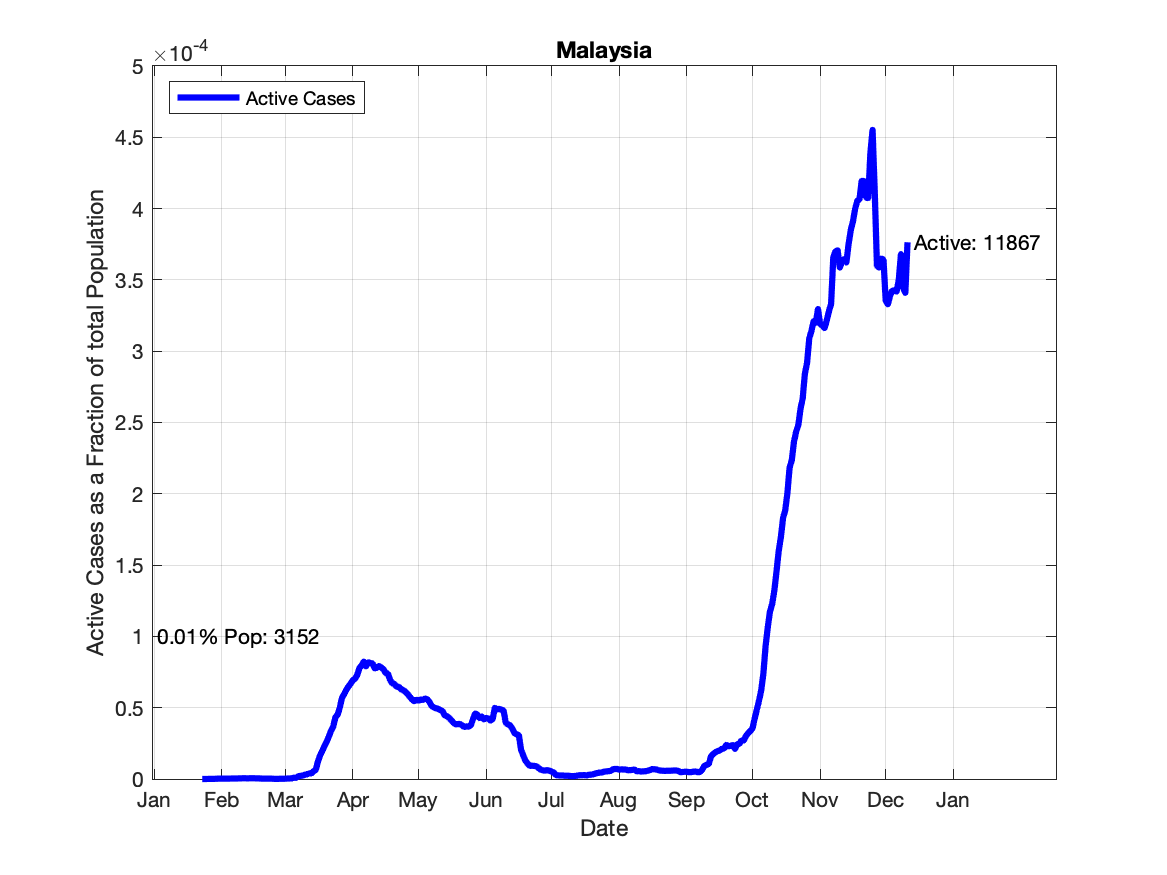 Malaysia
×10⁻⁴
Active Cases
5
4.5
4
3.5
3
2.5
2
1.5
1
0.5
0
Active Cases as a Fraction of total Population
Active: 11867
0.01% Pop: 3152
Jan Feb Mar Apr May Jun Jul Aug Sep Oct Nov Dec Jan
Date